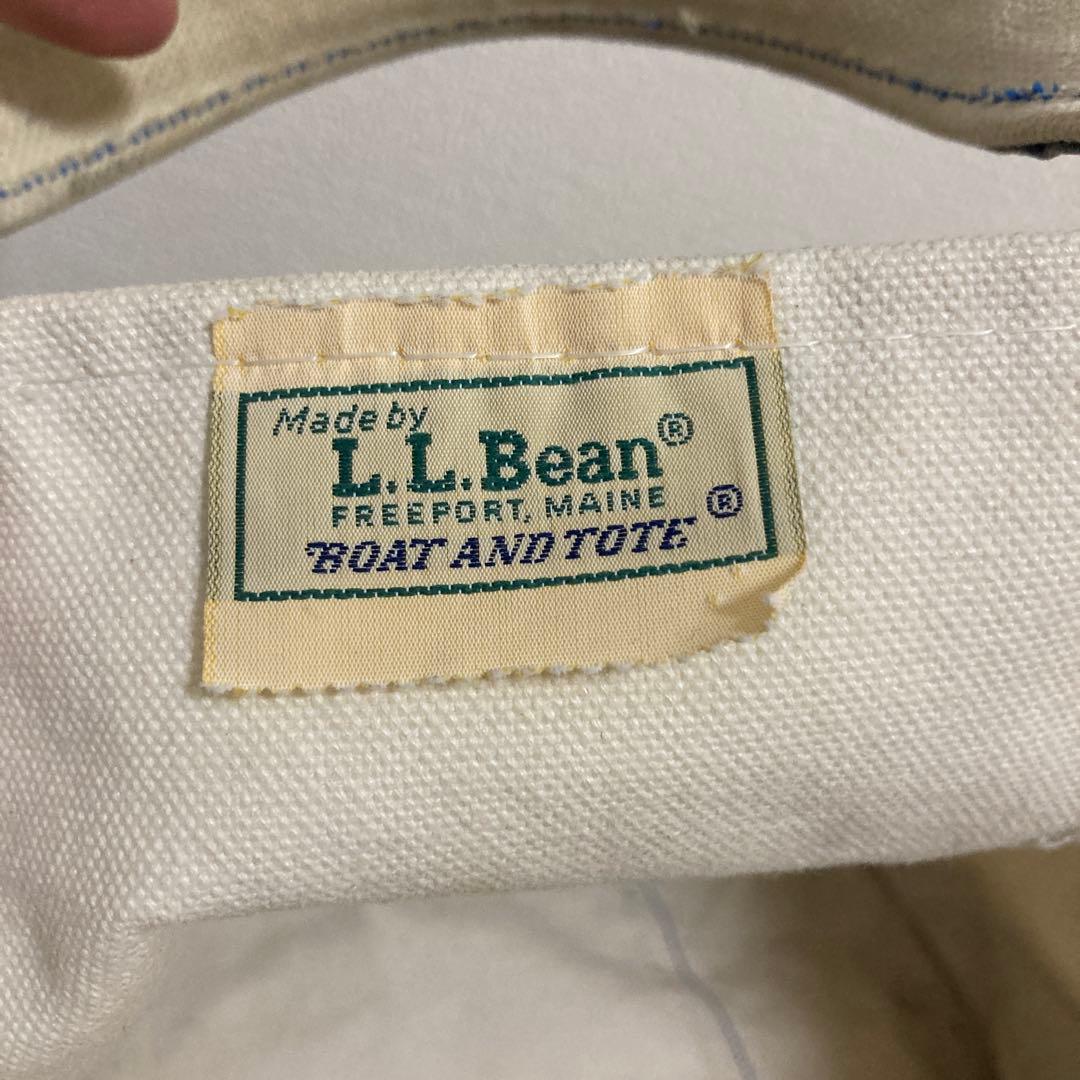 Made by
L.L.Bean®
FREEPORT, MAINE
BOAT AND TOTE®